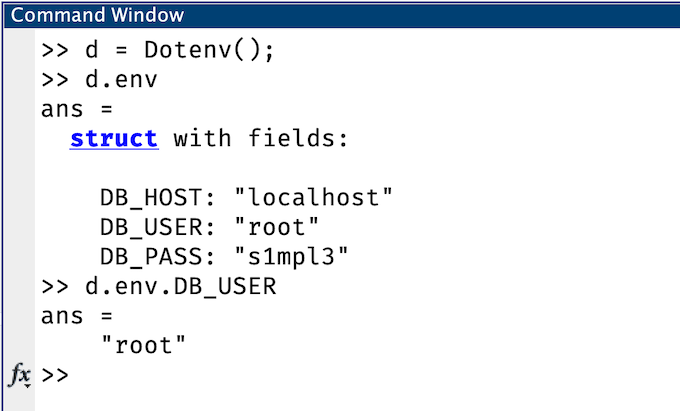 Command Window
>> d = Dotenv();
>> d.env
ans =
struct with fields:
DB_HOST: "localhost"
DB_USER: "root"
DB_PASS: "s1mpl3"
>> d.env.DB_USER
ans =
"root"
fx >>